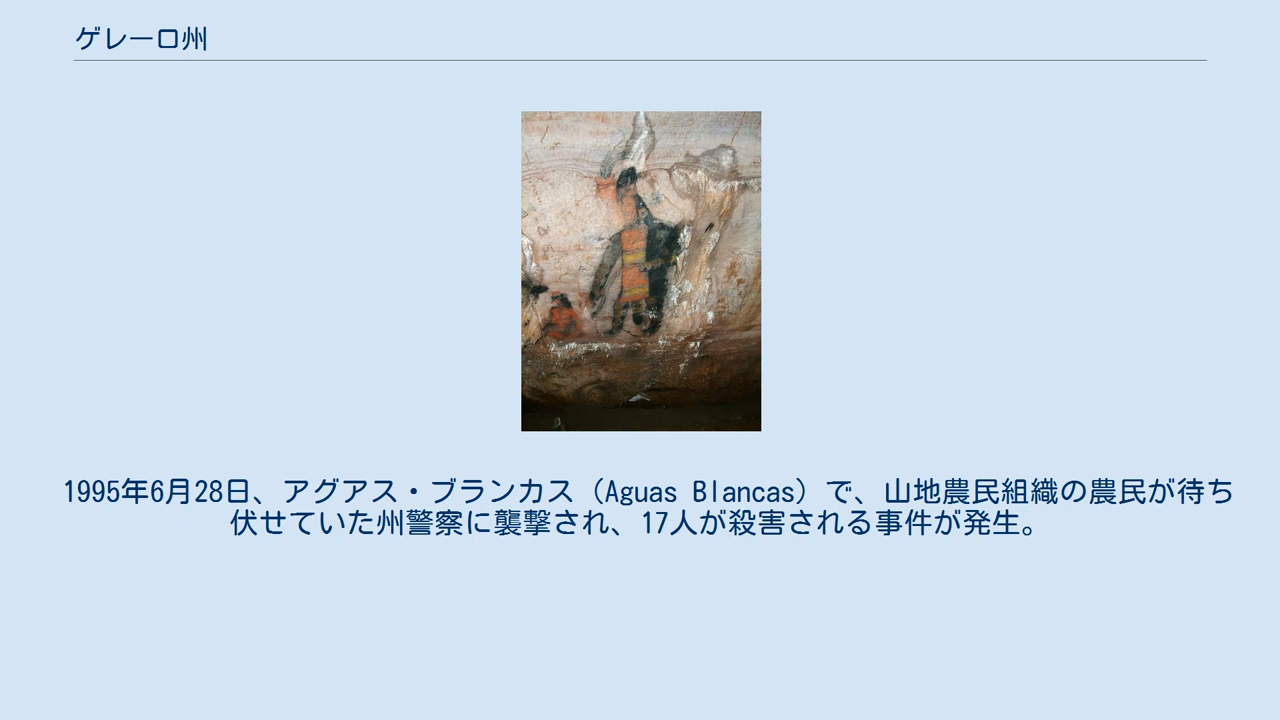 ゲレーロ州
1995年6月28日、アグアス・ブランカス（Aguas Blancas）で、山地農民組織の農民が待ち
伏せていた州警察に襲撃され、17人が殺害される事件が発生。